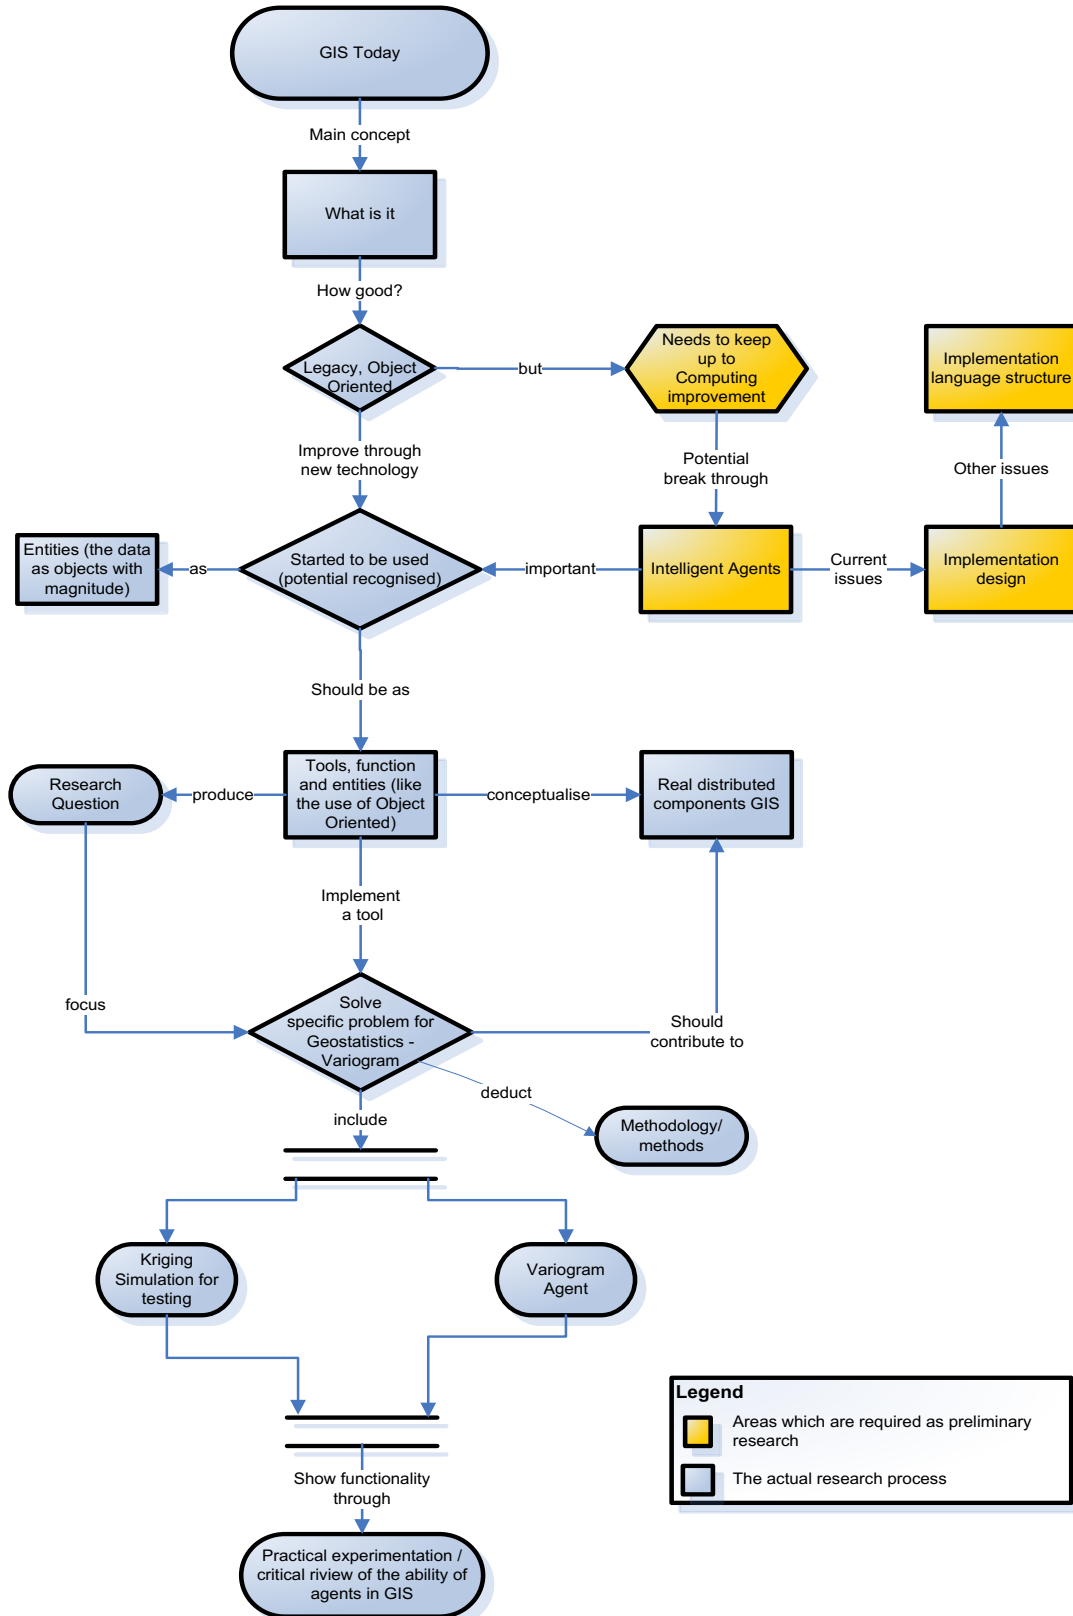 GIS Today
Main concept
What is it
How good?
Legacy, Object
Oriented
but
Needs to keep
up to
Computing
improvement
Implementation
language structure
Improve through
new technology
Potential
break through
Other issues
Entities (the data
as objects with
magnitude)
as
Started to be used
(potential recognised)
important
Intelligent Agents
Current
issues
Implementation
design
Should be as
Research
Question
produce
Tools, function
and entities (like
the use of Object
Oriented)
conceptualise
Real distributed
components GIS
Implement
a tool
focus
Solve
specific problem for
Geostatistics -
Variogram
Should
contribute to
deduct
include
Methodology/
methods
Kriging
Simulation for
testing
Variogram
Agent
Legend
Areas which are required as preliminary
research
The actual research process
Show functionality
through
Practical experimentation /
critical riview of the ability of
agents in GIS